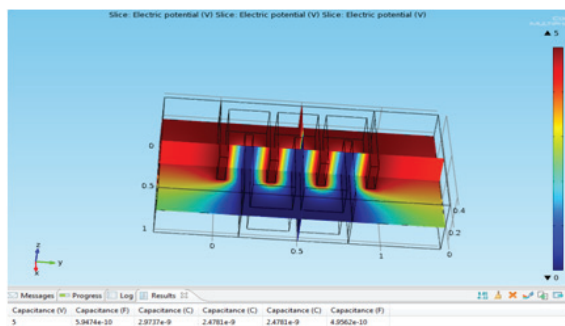 Slice: Electric potential (V) Slice: Electric potential (V) Slice: Electric potential (V)
▲ 5
0
0.5
1
0
0.5
1
0.4
0.2
0
▼ 0
z
y
x
Messages Progress Log Results
Capacitance (V) Capacitance (F) Capacitance (C) Capacitance (C) Capacitance (C) Capacitance (F)
5 5.9474e-10 2.9737e-9 2.4781e-9 2.4781e-9 4.9562e-10